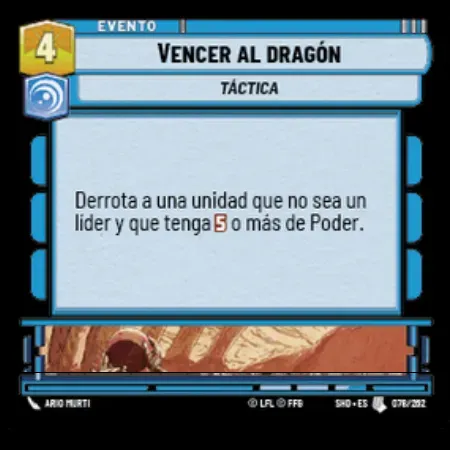 EVENTO
4
VENCER AL DRAGÓN
TÁCTICA
Derrota a una unidad que no sea un
líder y que tenga 5 o más de Poder.
ARIO MURTI
© LFL © FFG
SHD • ES
078/262